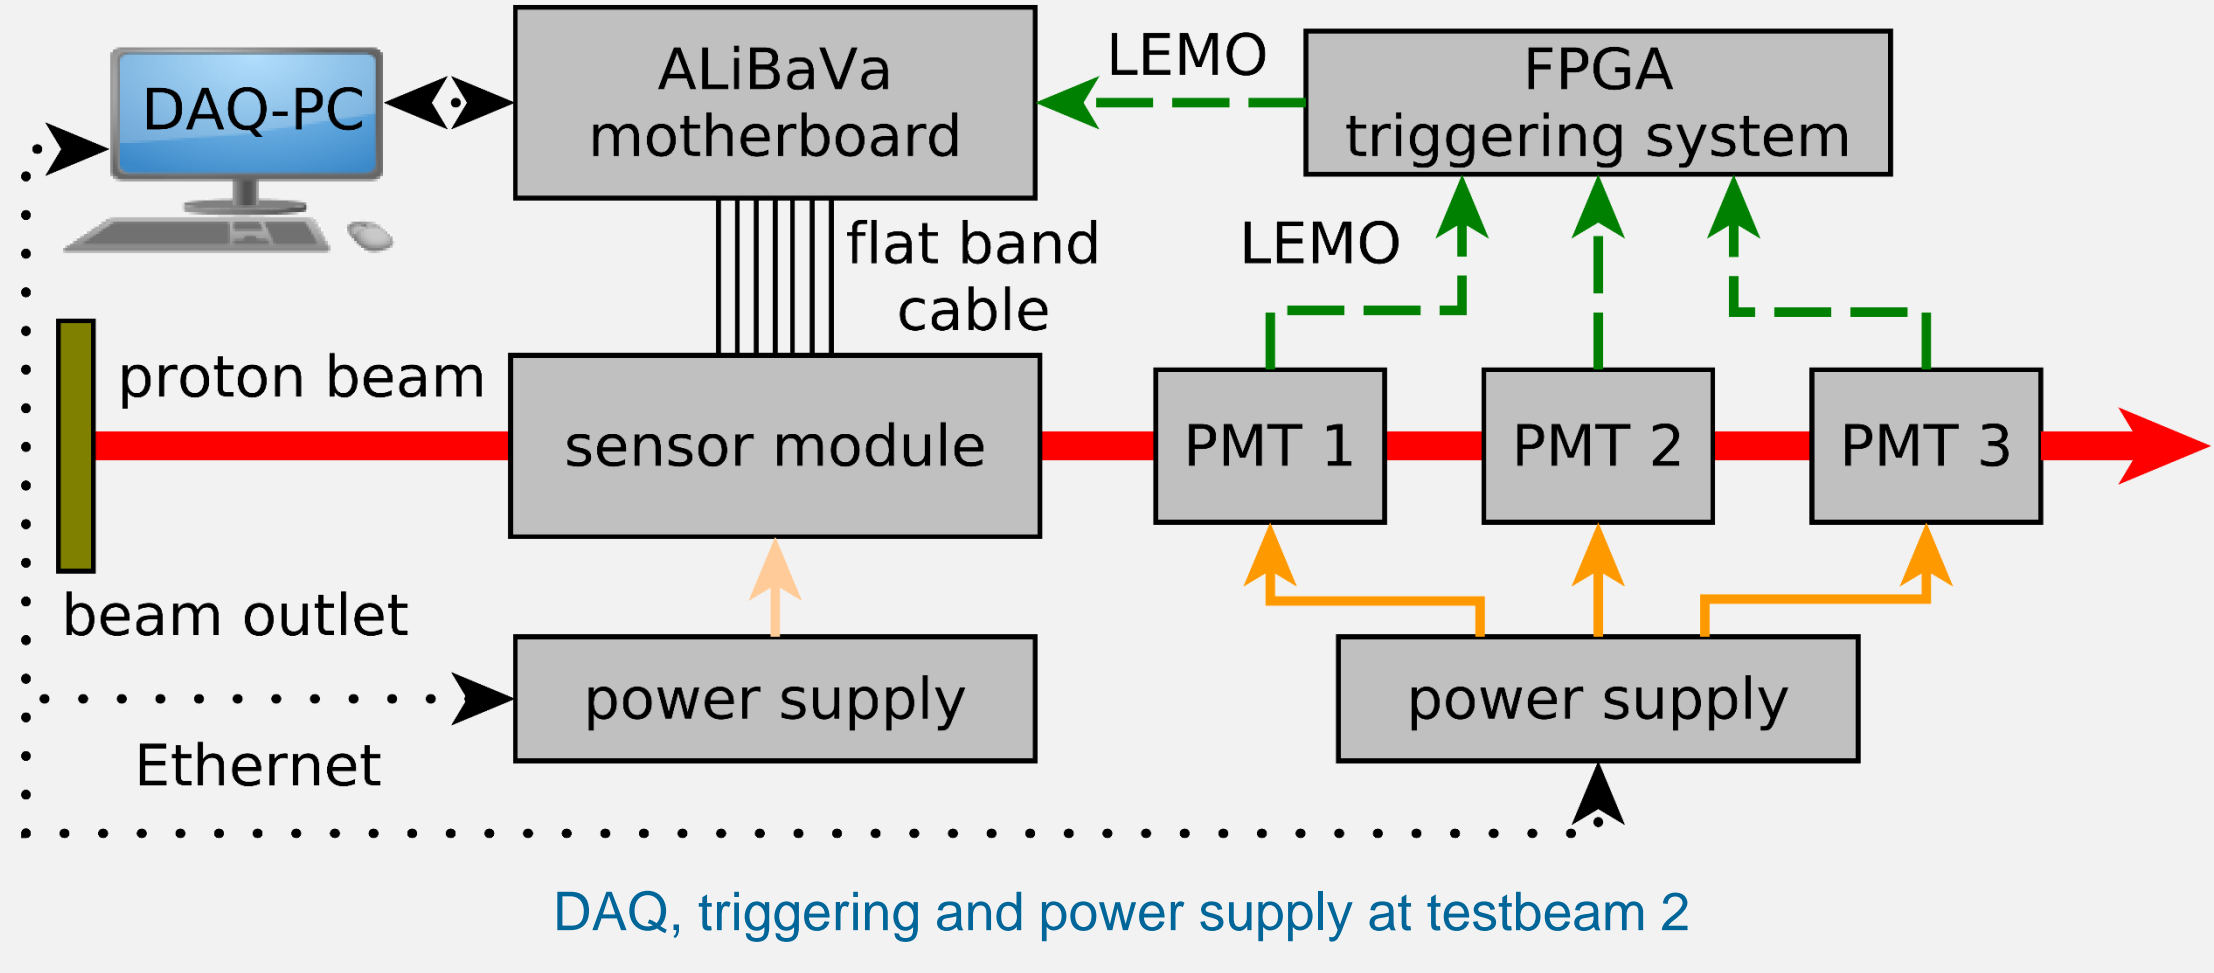 DAQ-PC
ALiBaVa
motherboard
LEMO
FPGA
triggering system
flat band
cable
LEMO
proton beam
sensor module
PMT 1
PMT 2
PMT 3
beam outlet
power supply
power supply
Ethernet
DAQ, triggering and power supply at testbeam 2